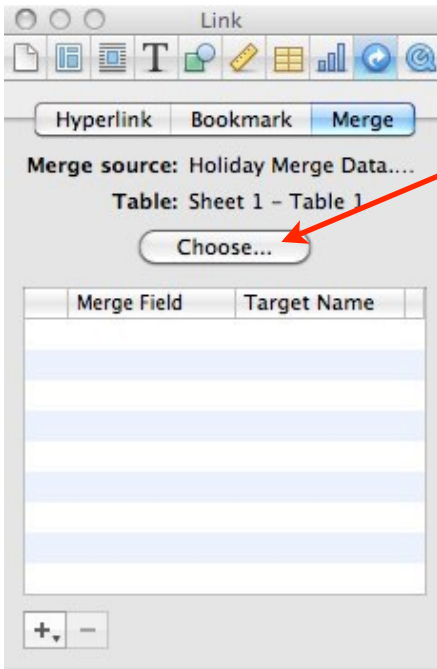 Link
T
Hyperlink Bookmark Merge
Merge source: Holiday Merge Data....
Table: Sheet 1 – Table 1
Choose...
Merge Field Target Name